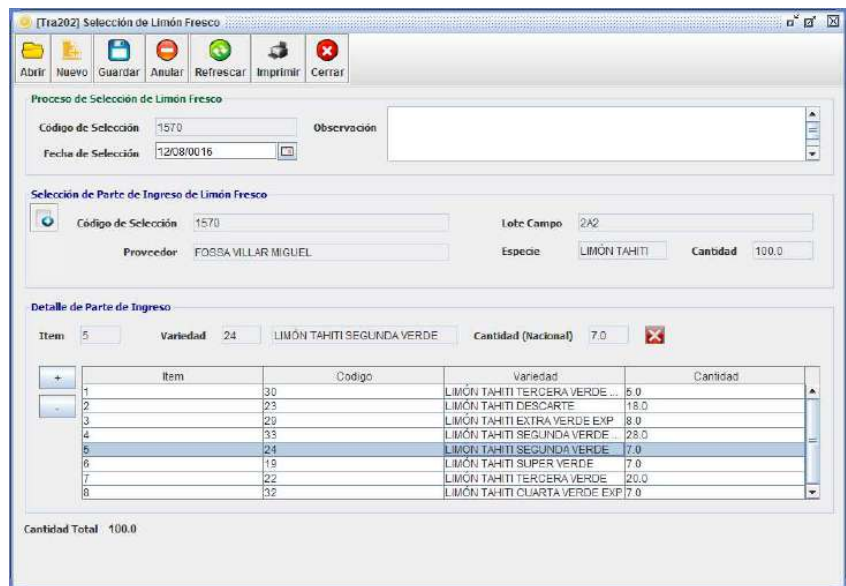 [Tra202] Selección de Limón Fresco
Abrir Nuevo Guardar Anular Refrescar Imprimir Cerrar
Proceso de Selección de Limón Fresco
Código de Selección 1570 Observación
Fecha de Selección 12/08/0016
Selección de Parte de Ingreso de Limón Fresco
Código de Selección 1570 Lote Campo 2A2
Proveedor FOSSA VILLAR MIGUEL Especie LIMÓN TAHITI Cantidad 100.0
Detalle de Parte de Ingreso
Item 5 Variedad 24 LIMÓN TAHITI SEGUNDA VERDE Cantidad (Nacional) 7.0
+ Item Codigo Variedad Cantidad
1 30 LIMÓN TAHITI TERCERA VERDE ... 5.0
- 2 23 LIMÓN TAHITI DESCARTE 18.0
3 29 LIMÓN TAHITI EXTRA VERDE EXP 8.0
4 33 LIMÓN TAHITI SEGUNDA VERDE ... 28.0
5 24 LIMÓN TAHITI SEGUNDA VERDE 7.0
6 19 LIMÓN TAHITI SUPER VERDE 7.0
7 22 LIMÓN TAHITI TERCERA VERDE 20.0
8 32 LIMÓN TAHITI CUARTA VERDE EXP 7.0
Cantidad Total 100.0